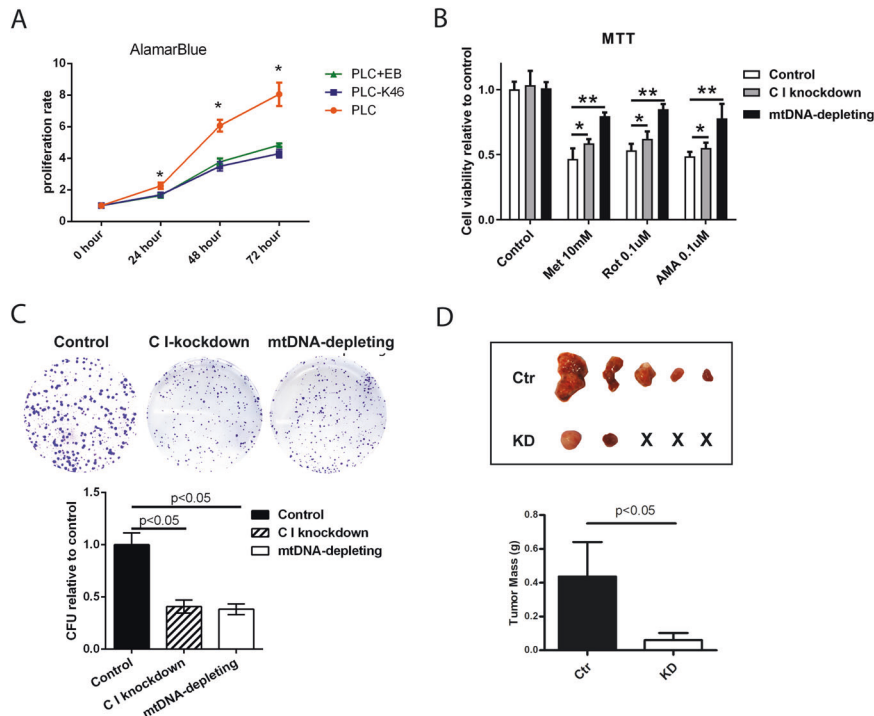 A
AlamarBlue
proliferation rate
10
8
6
4
2
0
0 hour
24 hour
48 hour
72 hour
*
*
*
PLC+EB
PLC-K46
PLC
B
MTT
Cell viability relative to control
1.0
0.5
0.0
Control
Met 10mM
Rot 0.1uM
AMA 0.1uM
**
*
**
*
**
*
Control
C I knockdown
mtDNA-depleting
C
Control
C I-kockdown
mtDNA-depleting
CFU relative to control
1.5
1.0
0.5
0.0
p<0.05
p<0.05
Control
C I knockdown
mtDNA-depleting
Control
C I knockdown
mtDNA-depleting
D
Ctr
KD
X X X
Tumor Mass (g)
0.8
0.6
0.4
0.2
0.0
p<0.05
Ctr
KD